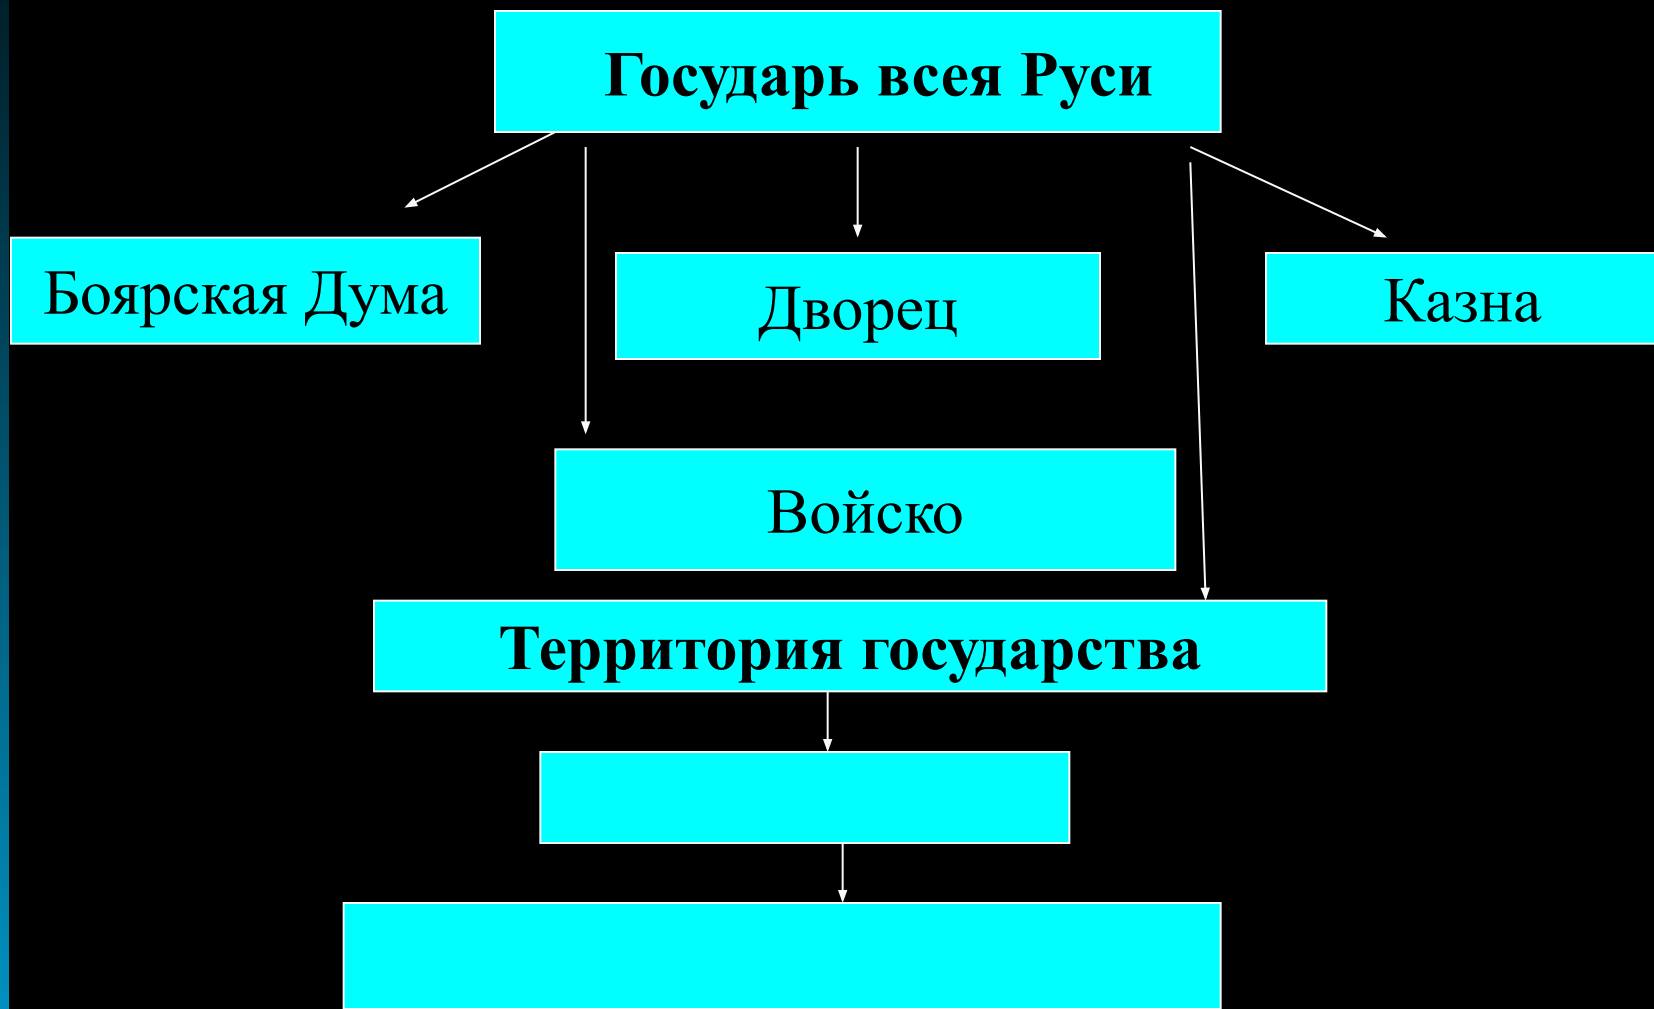 Государь всея Руси
Боярская Дума
Дворец
Казна
Войско
Территория государства